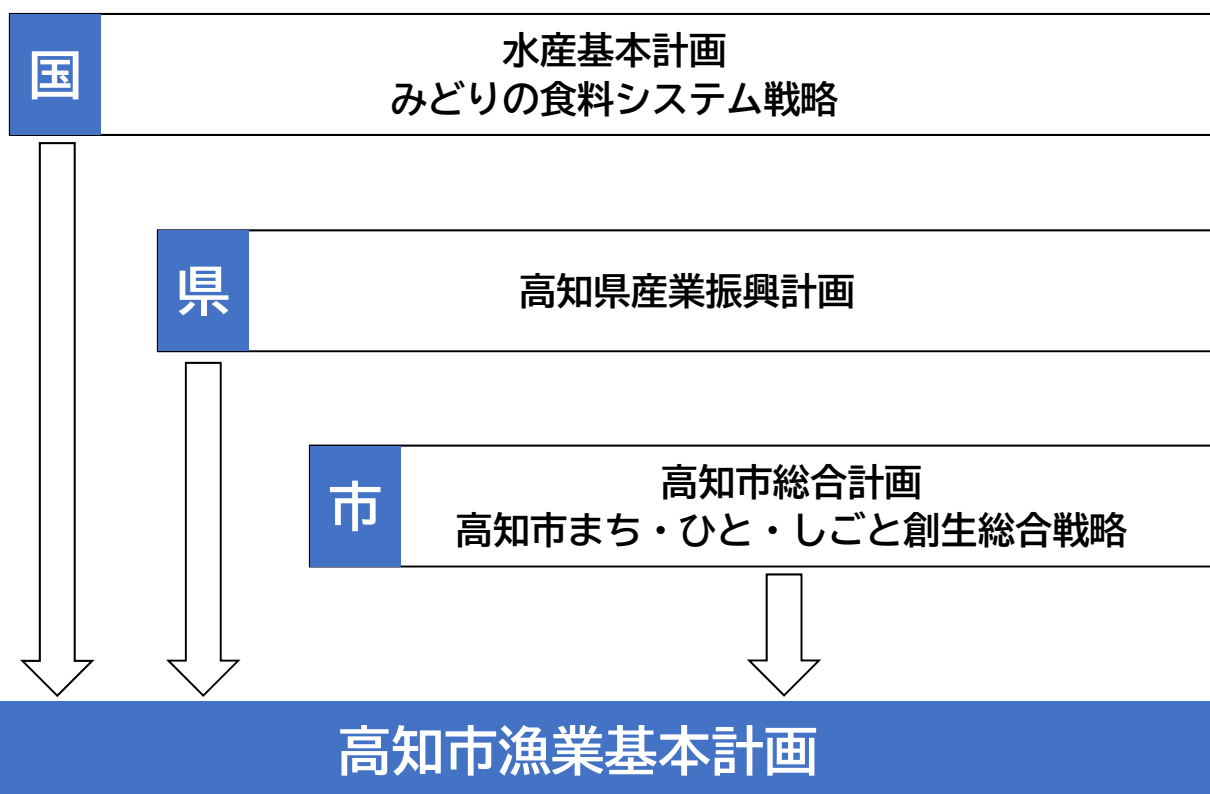 国
水産基本計画
みどりの食料システム戦略
県
高知県産業振興計画
市
高知市総合計画
高知市まち・ひと・しごと創生総合戦略
高知市漁業基本計画